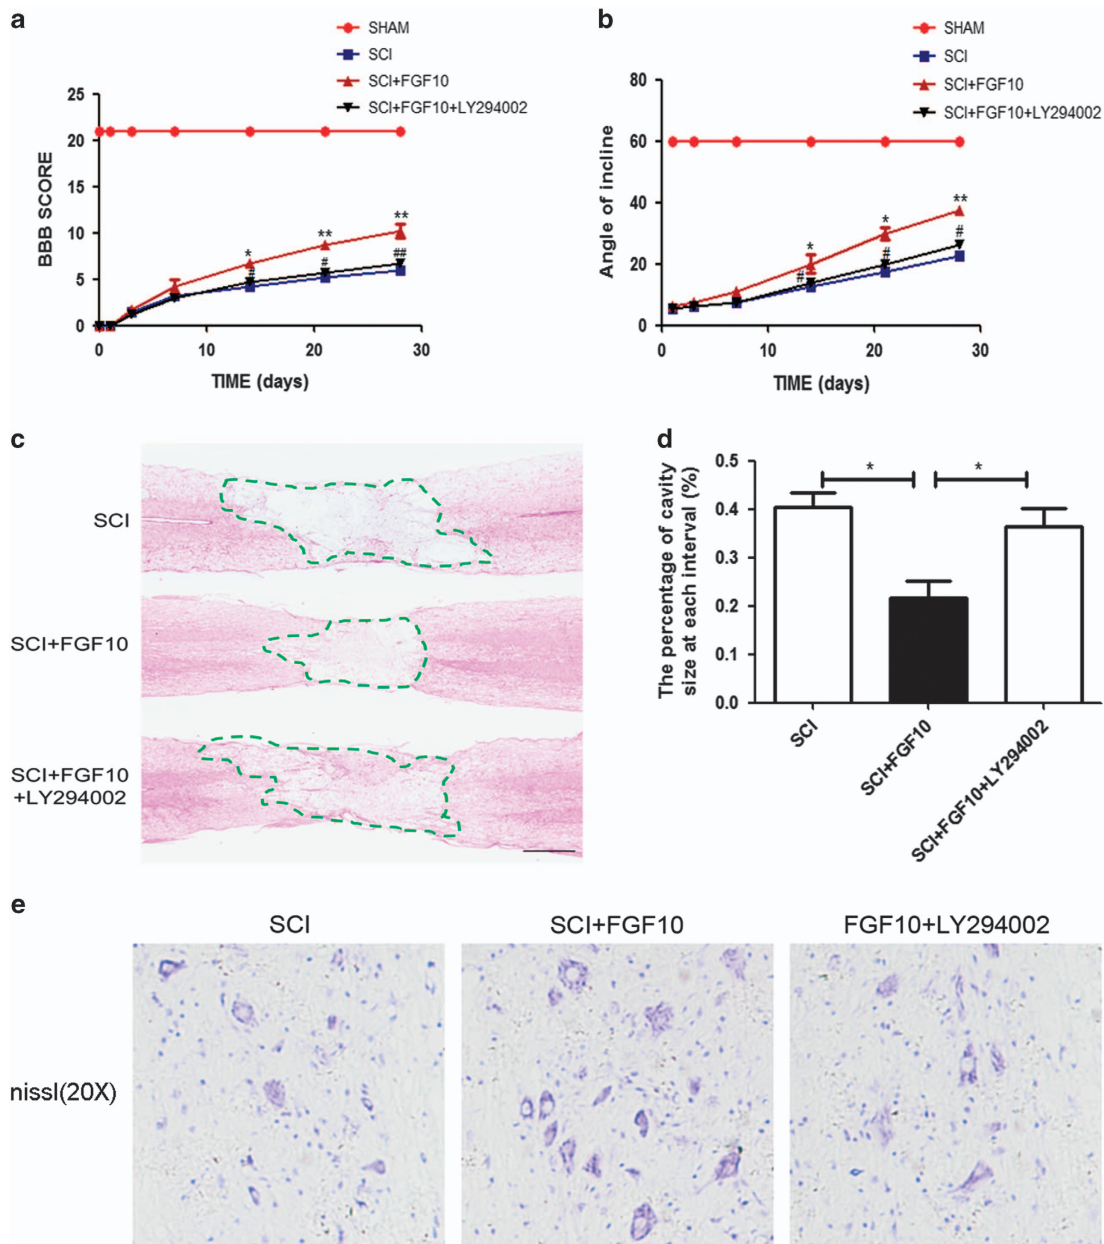 a
SHAM
SCI
SCI+FGF10
SCI+FGF10+LY294002
BBB SCORE
25
20
15
10
5
0
*
**
**
#
#
##
0
10
20
30
TIME (days)
b
SHAM
SCI
SCI+FGF10
SCI+FGF10+LY294002
Angle of incline
80
60
40
20
0
*
*
**
#
#
#
10
20
30
TIME (days)
c
SCI
SCI+FGF10
SCI+FGF10
+LY294002
d
The percentage of cavity
size at each interval (%)
0.5
0.4
0.3
0.2
0.1
0.0
*
*
SCI
SCI+FGF10
SCI+FGF10+LY294002
e
SCI
SCI+FGF10
FGF10+LY294002
nissl(20X)